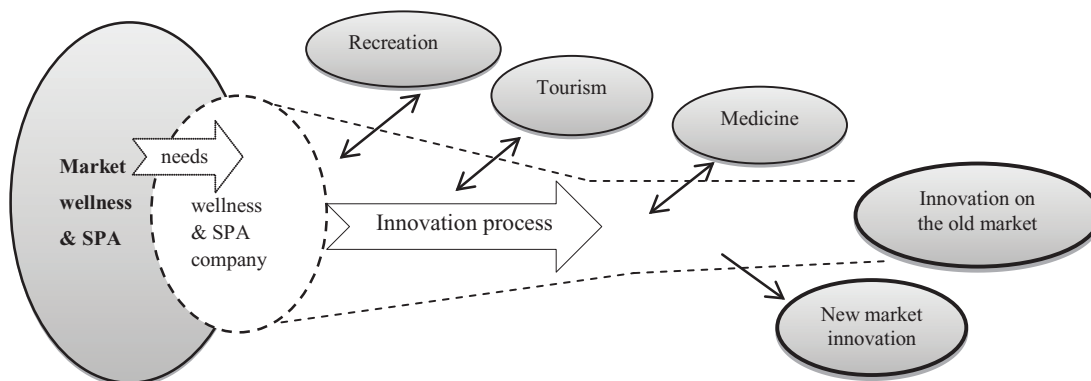 Recreation
Tourism
Medicine
needs
Market
wellness
& SPA
wellness
& SPA
company
Innovation process
Innovation on
the old market
New market
innovation